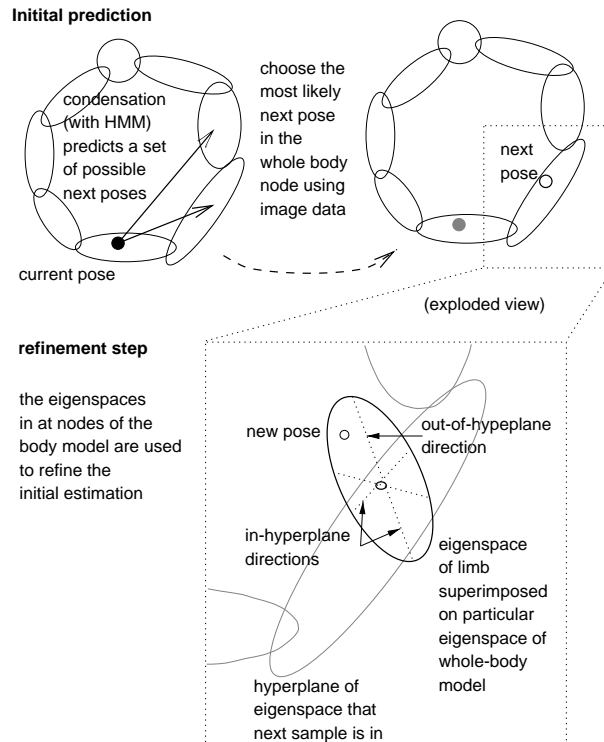 Initital prediction
condensation
(with HMM)
predicts a set
of possible
next poses
current pose
choose the
most likely
next pose
in the
whole body
node using
image data
next
pose
(exploded view)
refinement step
the eigenspaces
in at nodes of the
body model are used
to refine the
initial estimation
new pose
out-of-hypeplane
direction
in-hyperplane
directions
eigenspace
of limb
superimposed
on particular
eigenspace of
whole-body
model
hyperplane of
eigenspace that
next sample is in